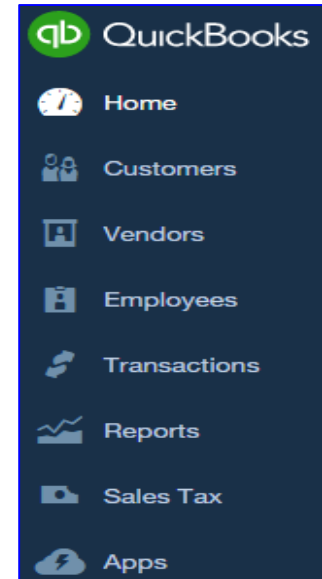 qb QuickBooks
Home
Customers
Vendors
Employees
Transactions
Reports
Sales Tax
Apps